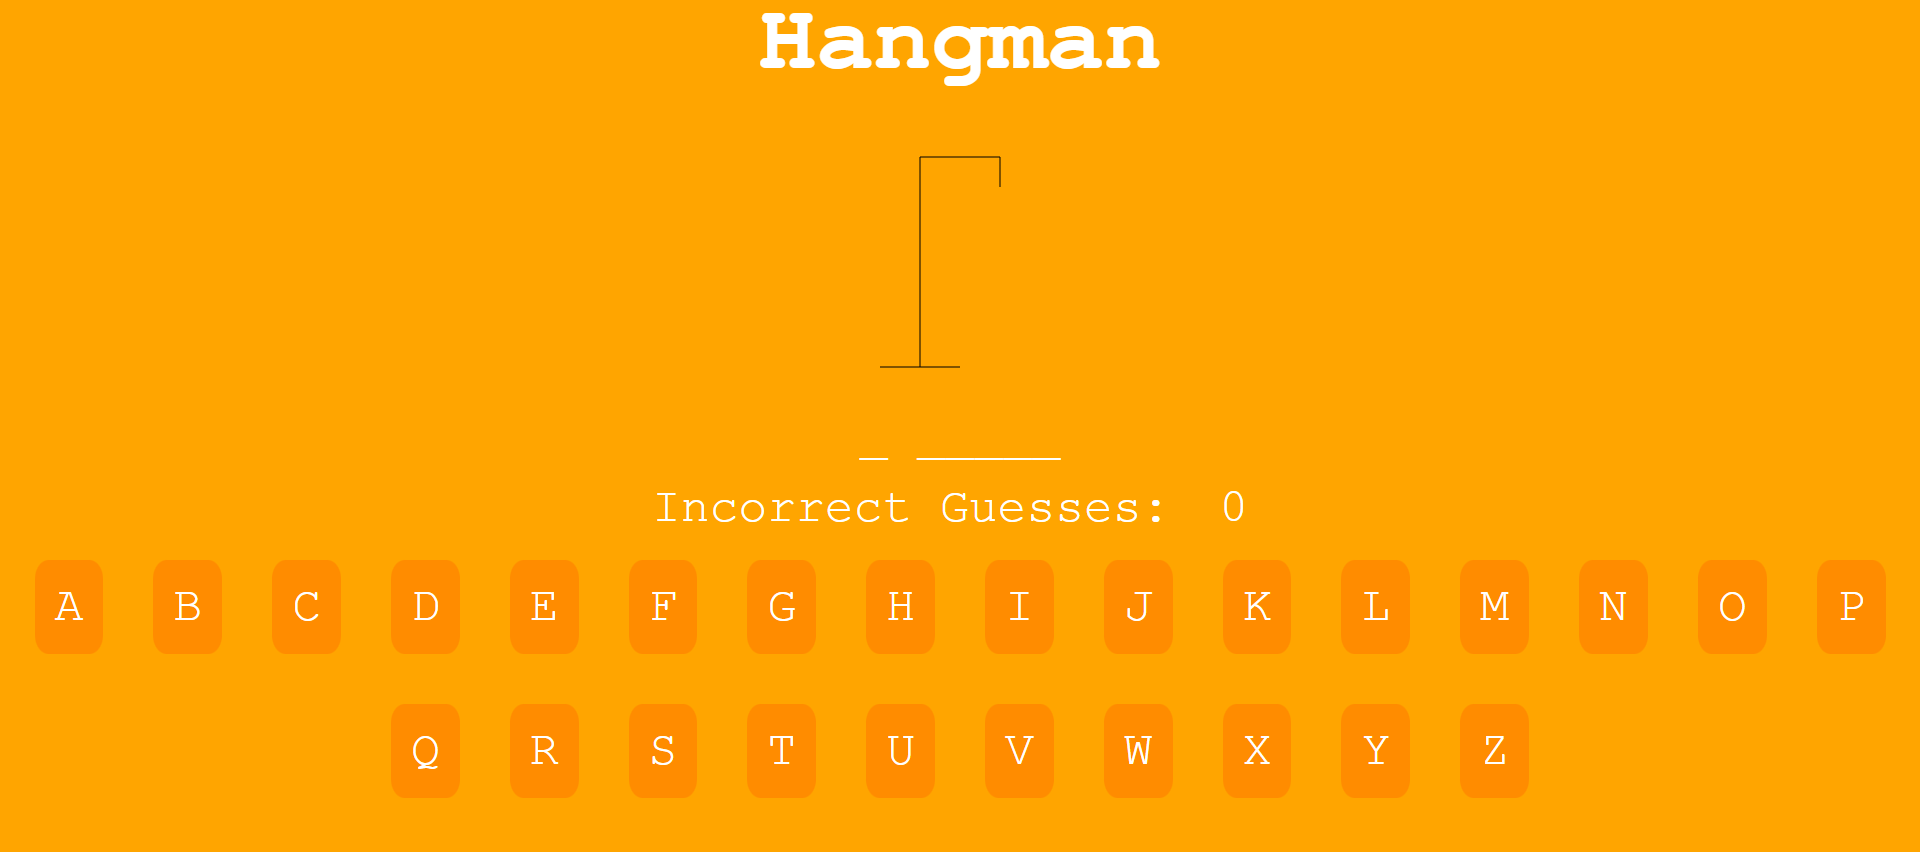 Hangman
_ _____
Incorrect Guesses: 0
A B C D E F G H I J K L M N O P
Q R S T U V W X Y Z